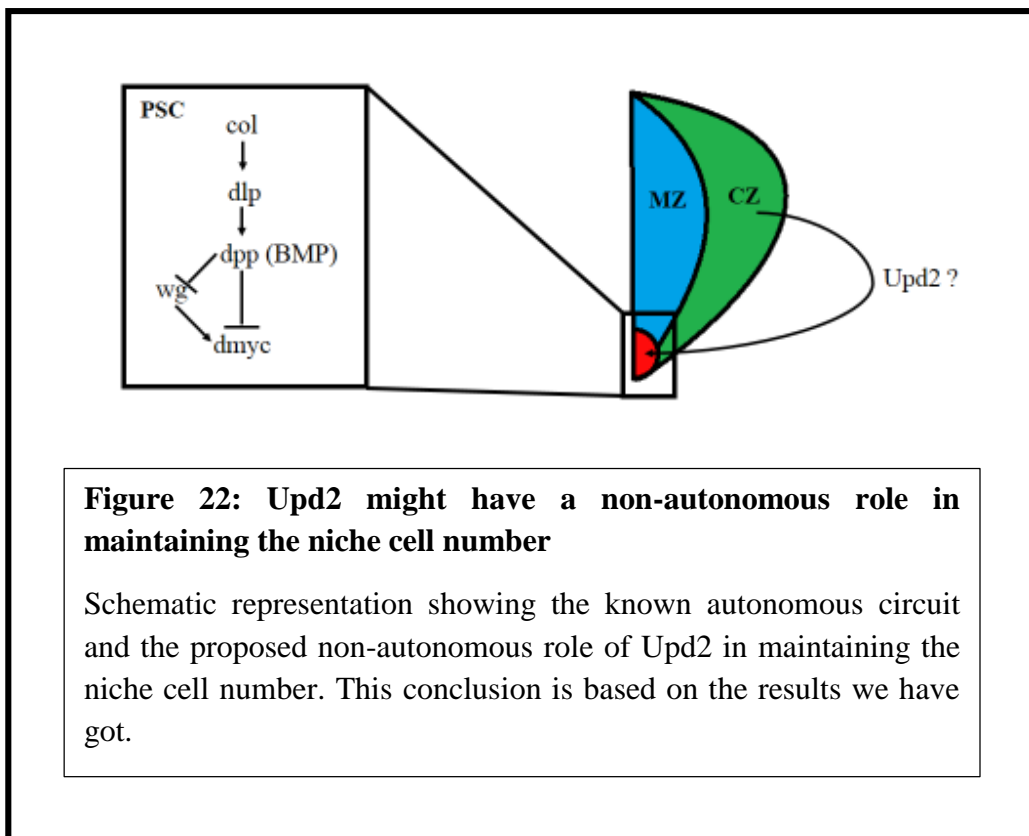 PSC
col
dlp
dpp (BMP)
wg
dmyc
MZ
CZ
Upd2 ?
Figure 22: Upd2 might have a non-autonomous role in
maintaining the niche cell number
Schematic representation showing the known autonomous circuit
and the proposed non-autonomous role of Upd2 in maintaining the
niche cell number. This conclusion is based on the results we have
got.